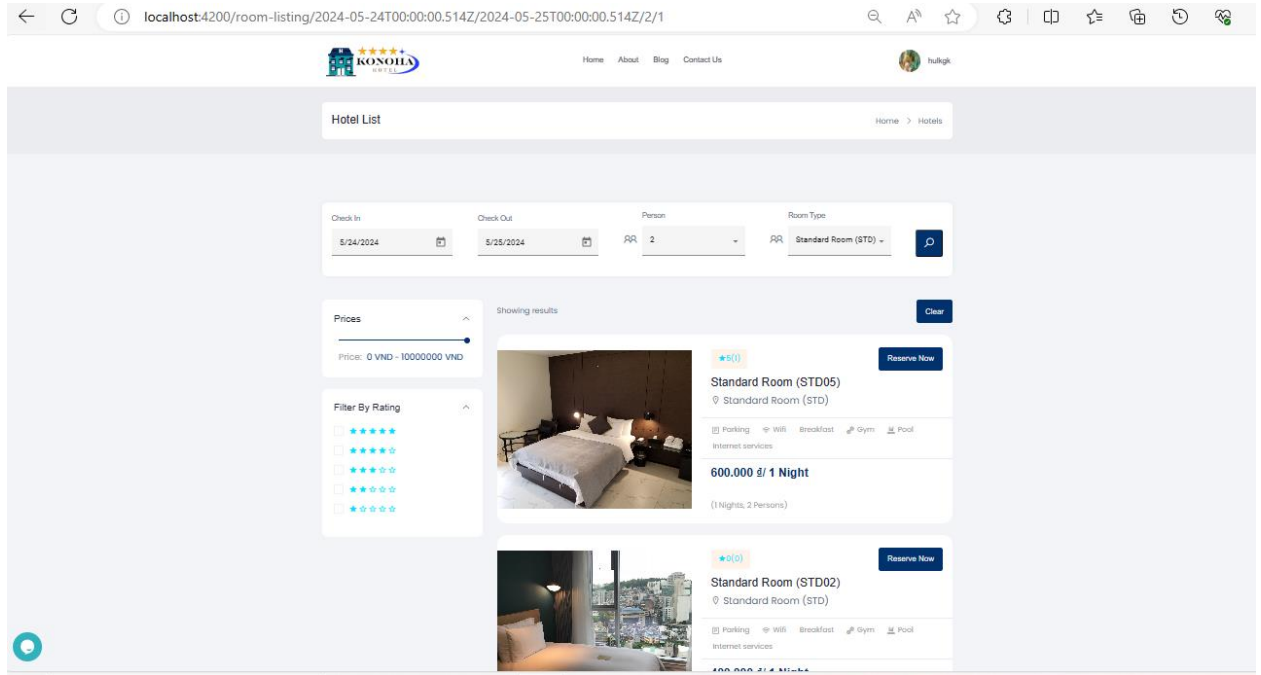 localhost:4200/room-listing/2024-05-24T00:00:00.514Z/2024-05-25T00:00:00.514Z/2/1
KONOHA
HOTEL
Home About Blog Contact Us
hulkgk
Hotel List
Home > Hotels
Check In
Check Out
Person
Room Type
5/24/2024
5/25/2024
2
Standard Room (STD)
Prices
Price: 0 VND - 10000000 VND
Filter By Rating
Showing results
Clear
★5(1)
Reserve Now
Standard Room (STD05)
Standard Room (STD)
Parking Wifi Breakfast Gym Pool
Internet services
600.000 ₫/ 1 Night
(1 Nights, 2 Persons)
★0(0)
Reserve Now
Standard Room (STD02)
Standard Room (STD)
Parking Wifi Breakfast Gym Pool
Internet services